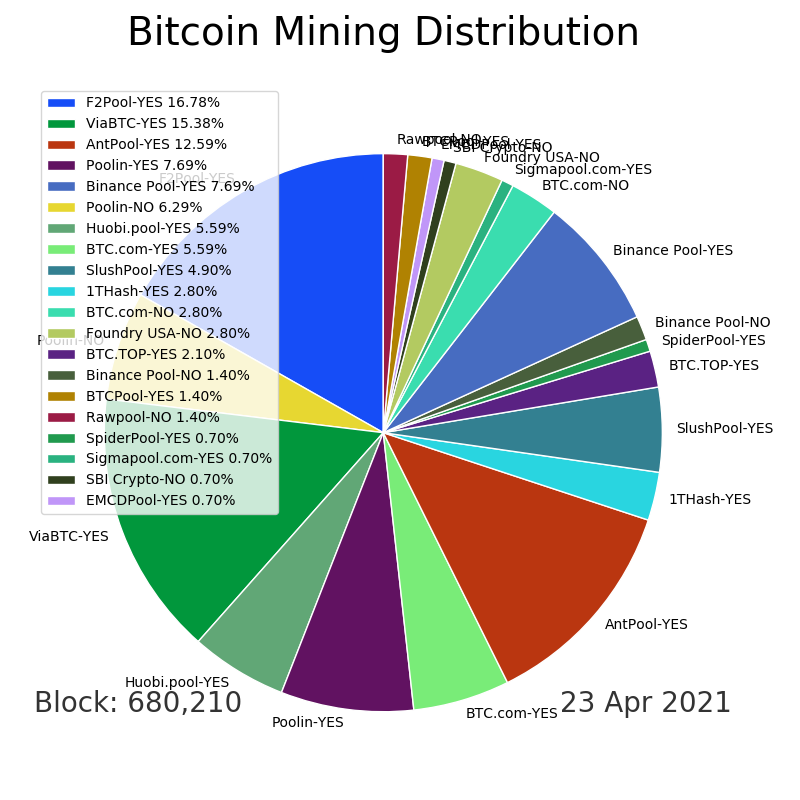 Bitcoin Mining Distribution
F2Pool-YES 16.78%
ViaBTC-YES 15.38%
AntPool-YES 12.59%
Poolin-YES 7.69%
Binance Pool-YES 7.69%
Poolin-NO 6.29%
Huobi.pool-YES 5.59%
BTC.com-YES 5.59%
SlushPool-YES 4.90%
1THash-YES 2.80%
BTC.com-NO 2.80%
Foundry USA-NO 2.80%
BTC.TOP-YES 2.10%
Binance Pool-NO 1.40%
BTCPool-YES 1.40%
Rawpool-NO 1.40%
SpiderPool-YES 0.70%
Sigmapool.com-YES 0.70%
SBI Crypto-NO 0.70%
EMCDPool-YES 0.70%
Rawpool-NO
BTCPool-YES
EMCDPool-YES
SBI Crypto-NO
Foundry USA-NO
Sigmapool.com-YES
BTC.com-NO
Binance Pool-YES
Binance Pool-NO
SpiderPool-YES
BTC.TOP-YES
SlushPool-YES
1THash-YES
AntPool-YES
BTC.com-YES
Poolin-YES
Huobi.pool-YES
ViaBTC-YES
Poolin-NO
F2Pool-YES
Block: 680,210
23 Apr 2021